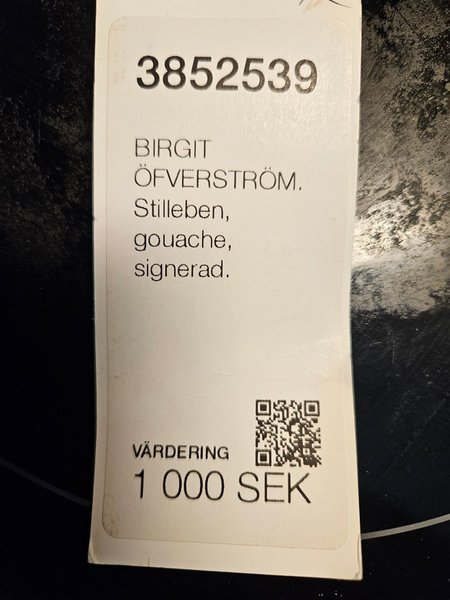 3852539
BIRGIT
ÖFVERSTRÖM.
Stilleben,
gouache,
signerad.
VÄRDERING
1 000 SEK